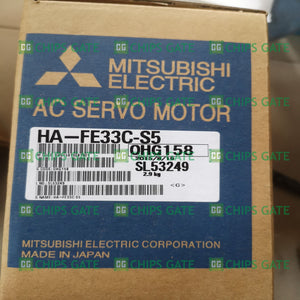 MITSUBISHI
ELECTRIC
AC SERVO MOTOR
HA-FE33C-S5
OHG158
SL53249
2.9 kg
<G>
MITSUBISHI ELECTRIC CORPORATION
MADE IN JAPAN
CHIPS GATE